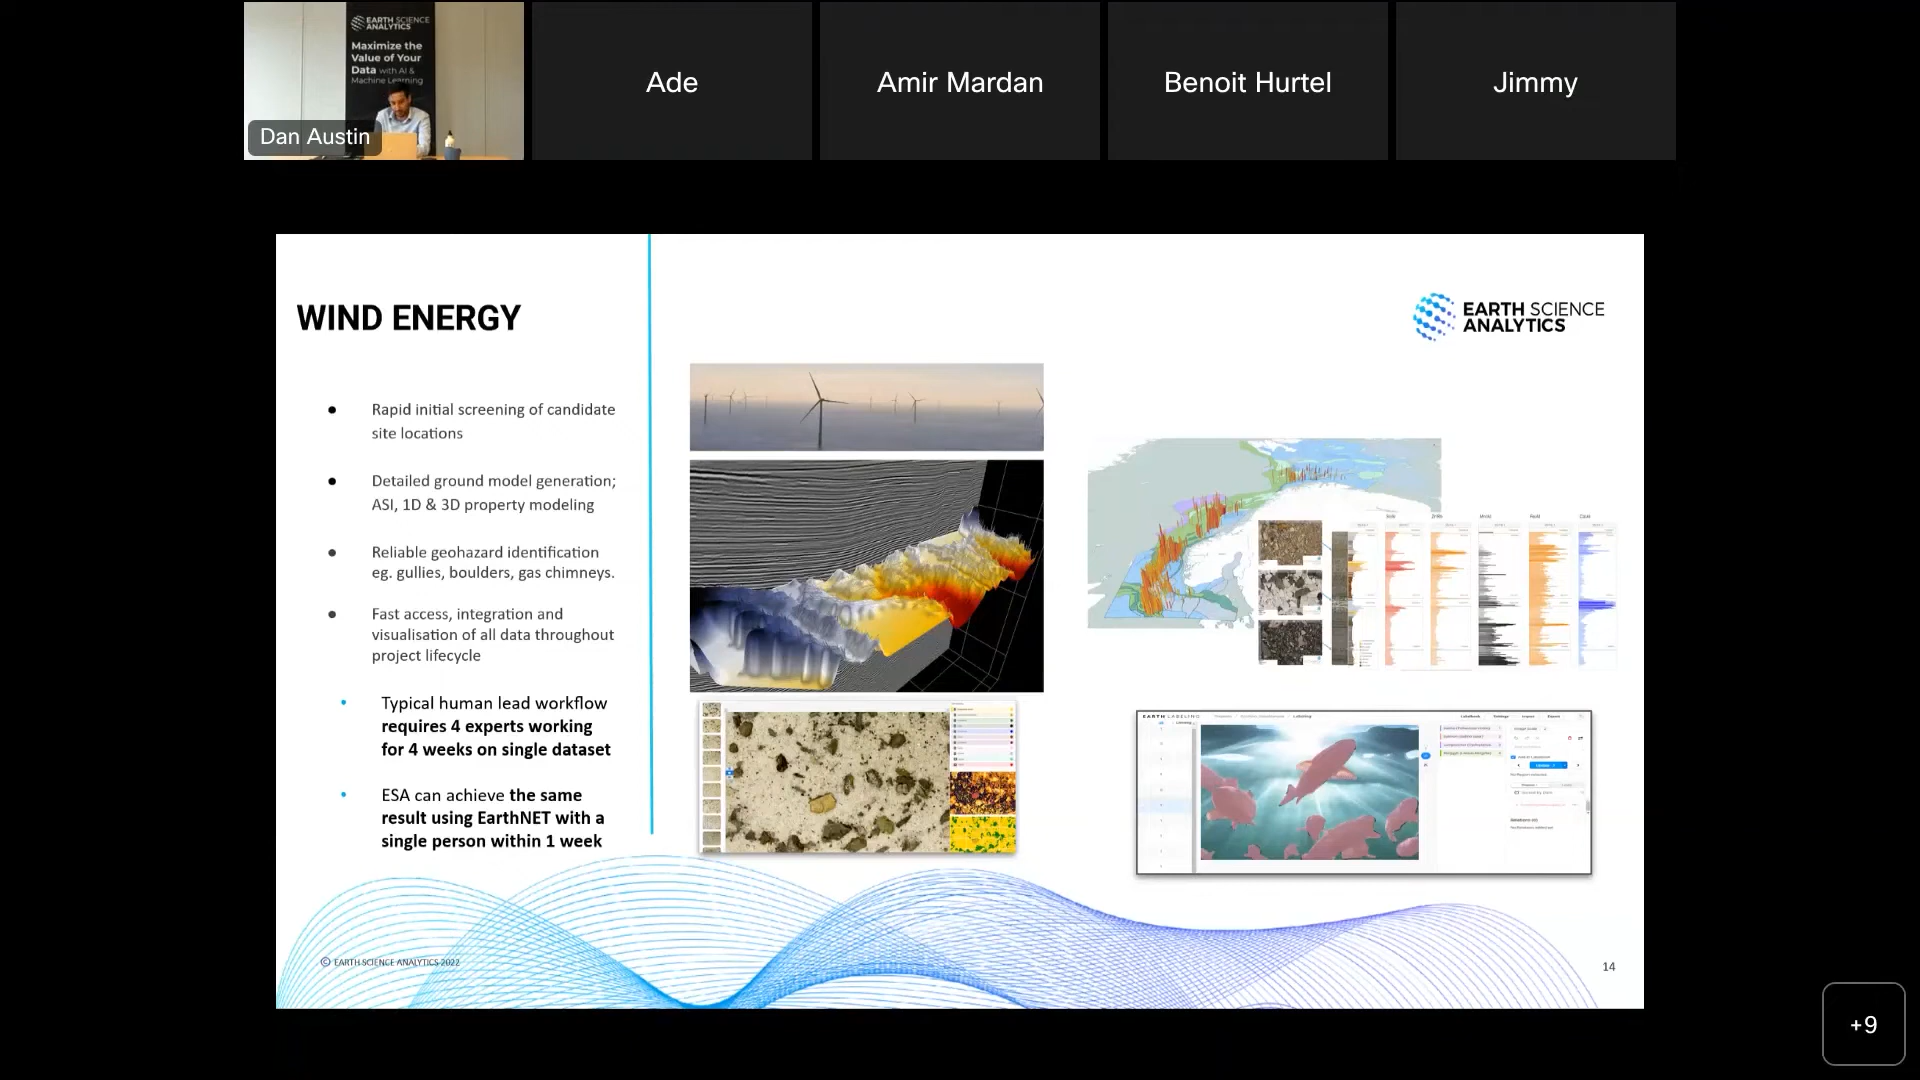 EARTH SCIENCE
ANALYTICS
Maximize the
Value of Your
Data with AI &
Machine Learning
Dan Austin
Ade
Amir Mardan
Benoit Hurtel
Jimmy
WIND ENERGY
EARTH SCIENCE
ANALYTICS
● Rapid initial screening of candidate
site locations
● Detailed ground model generation;
ASI, 1D & 3D property modeling
● Reliable geohazard identification
eg. gullies, boulders, gas chimneys.
● Fast access, integration and
visualisation of all data throughout
project lifecycle
• Typical human lead workflow
requires 4 experts working
for 4 weeks on single dataset
• ESA can achieve the same
result using EarthNET with a
single person within 1 week
EARTH LABELING
© EARTH SCIENCE ANALYTICS 2022
14
+9